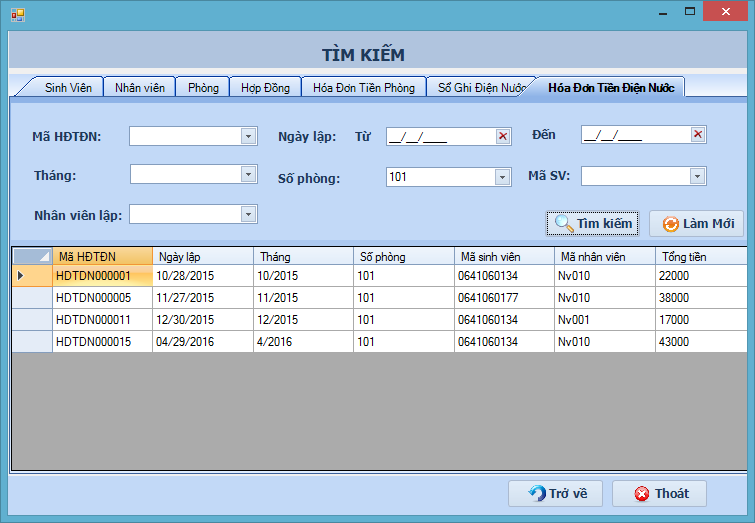 TÌM KIẾM
Sinh Viên Nhân viên Phòng Hợp Đồng Hóa Đơn Tiền Phòng Sổ Ghi Điện Nước Hóa Đơn Tiền Điện Nước
Mã HĐTĐN: Ngày lập: Từ __/__/____ Đến __/__/____
Tháng: Số phòng: 101 Mã SV:
Nhân viên lập:
Tìm kiếm Làm Mới
Mã HĐTĐN Ngày lập Tháng Số phòng Mã sinh viên Mã nhân viên Tổng tiền
HDTDN000001 10/28/2015 10/2015 101 0641060134 Nv010 22000
HDTDN000005 11/27/2015 11/2015 101 0641060177 Nv010 38000
HDTDN000011 12/30/2015 12/2015 101 0641060134 Nv001 17000
HDTDN000015 04/29/2016 4/2016 101 0641060134 Nv010 43000
Trở về Thoát